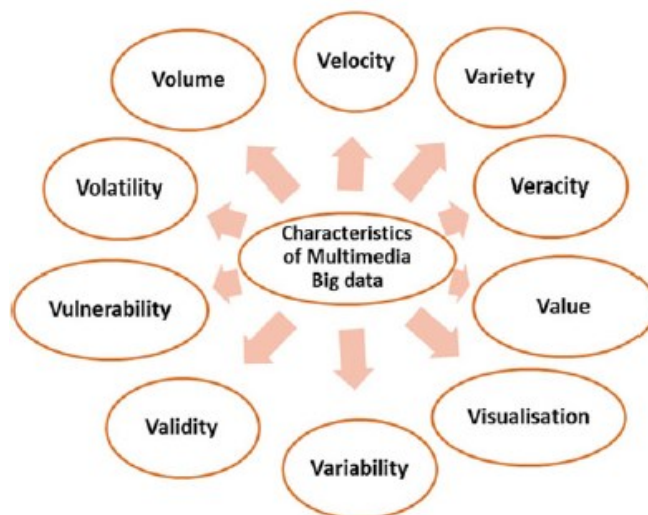 Volume
Velocity
Variety
Volatility
Veracity
Characteristics
of Multimedia
Big data
Vulnerability
Value
Validity
Visualisation
Variability